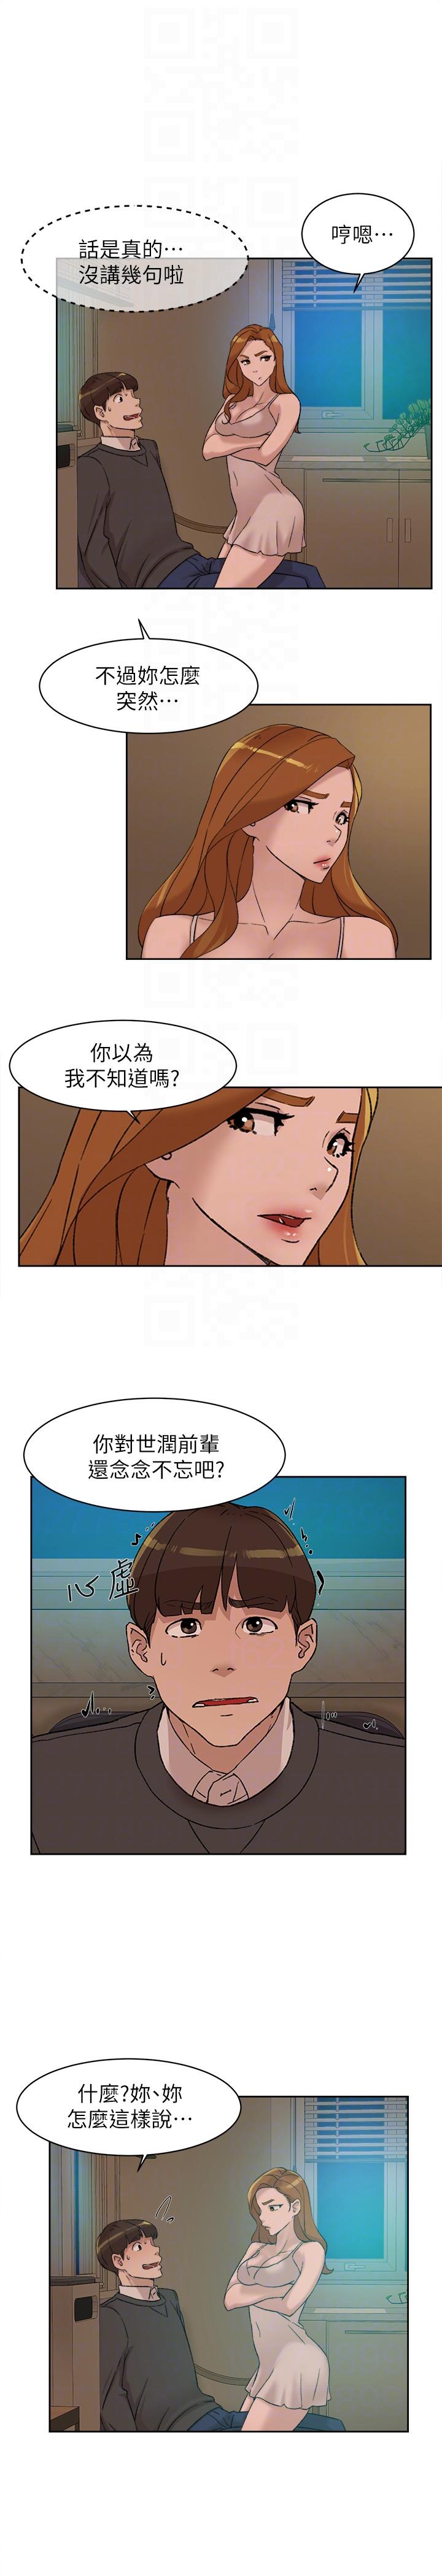 哼嗯⋯
話是真的⋯
沒講幾句啦
不過妳怎麼
突然⋯
你以為
我不知道嗎?
你對世潤前輩
還念念不忘吧?
心虛
什麼?妳、妳
怎麼這樣說⋯